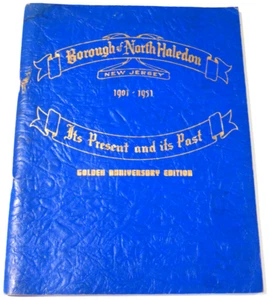 Borough of North Haledon
NEW JERSEY
1901 - 1951
Its Present and its Past
GOLDEN ANNIVERSARY EDITION